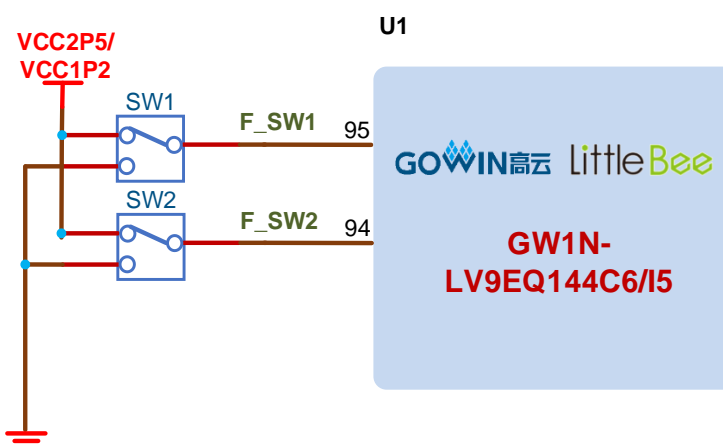 U1
VCC2P5/
VCC1P2
SW1
F_SW1
95
GOWIN高云 LittleBee
SW2
F_SW2
94
GW1N-
LV9EQ144C6/I5